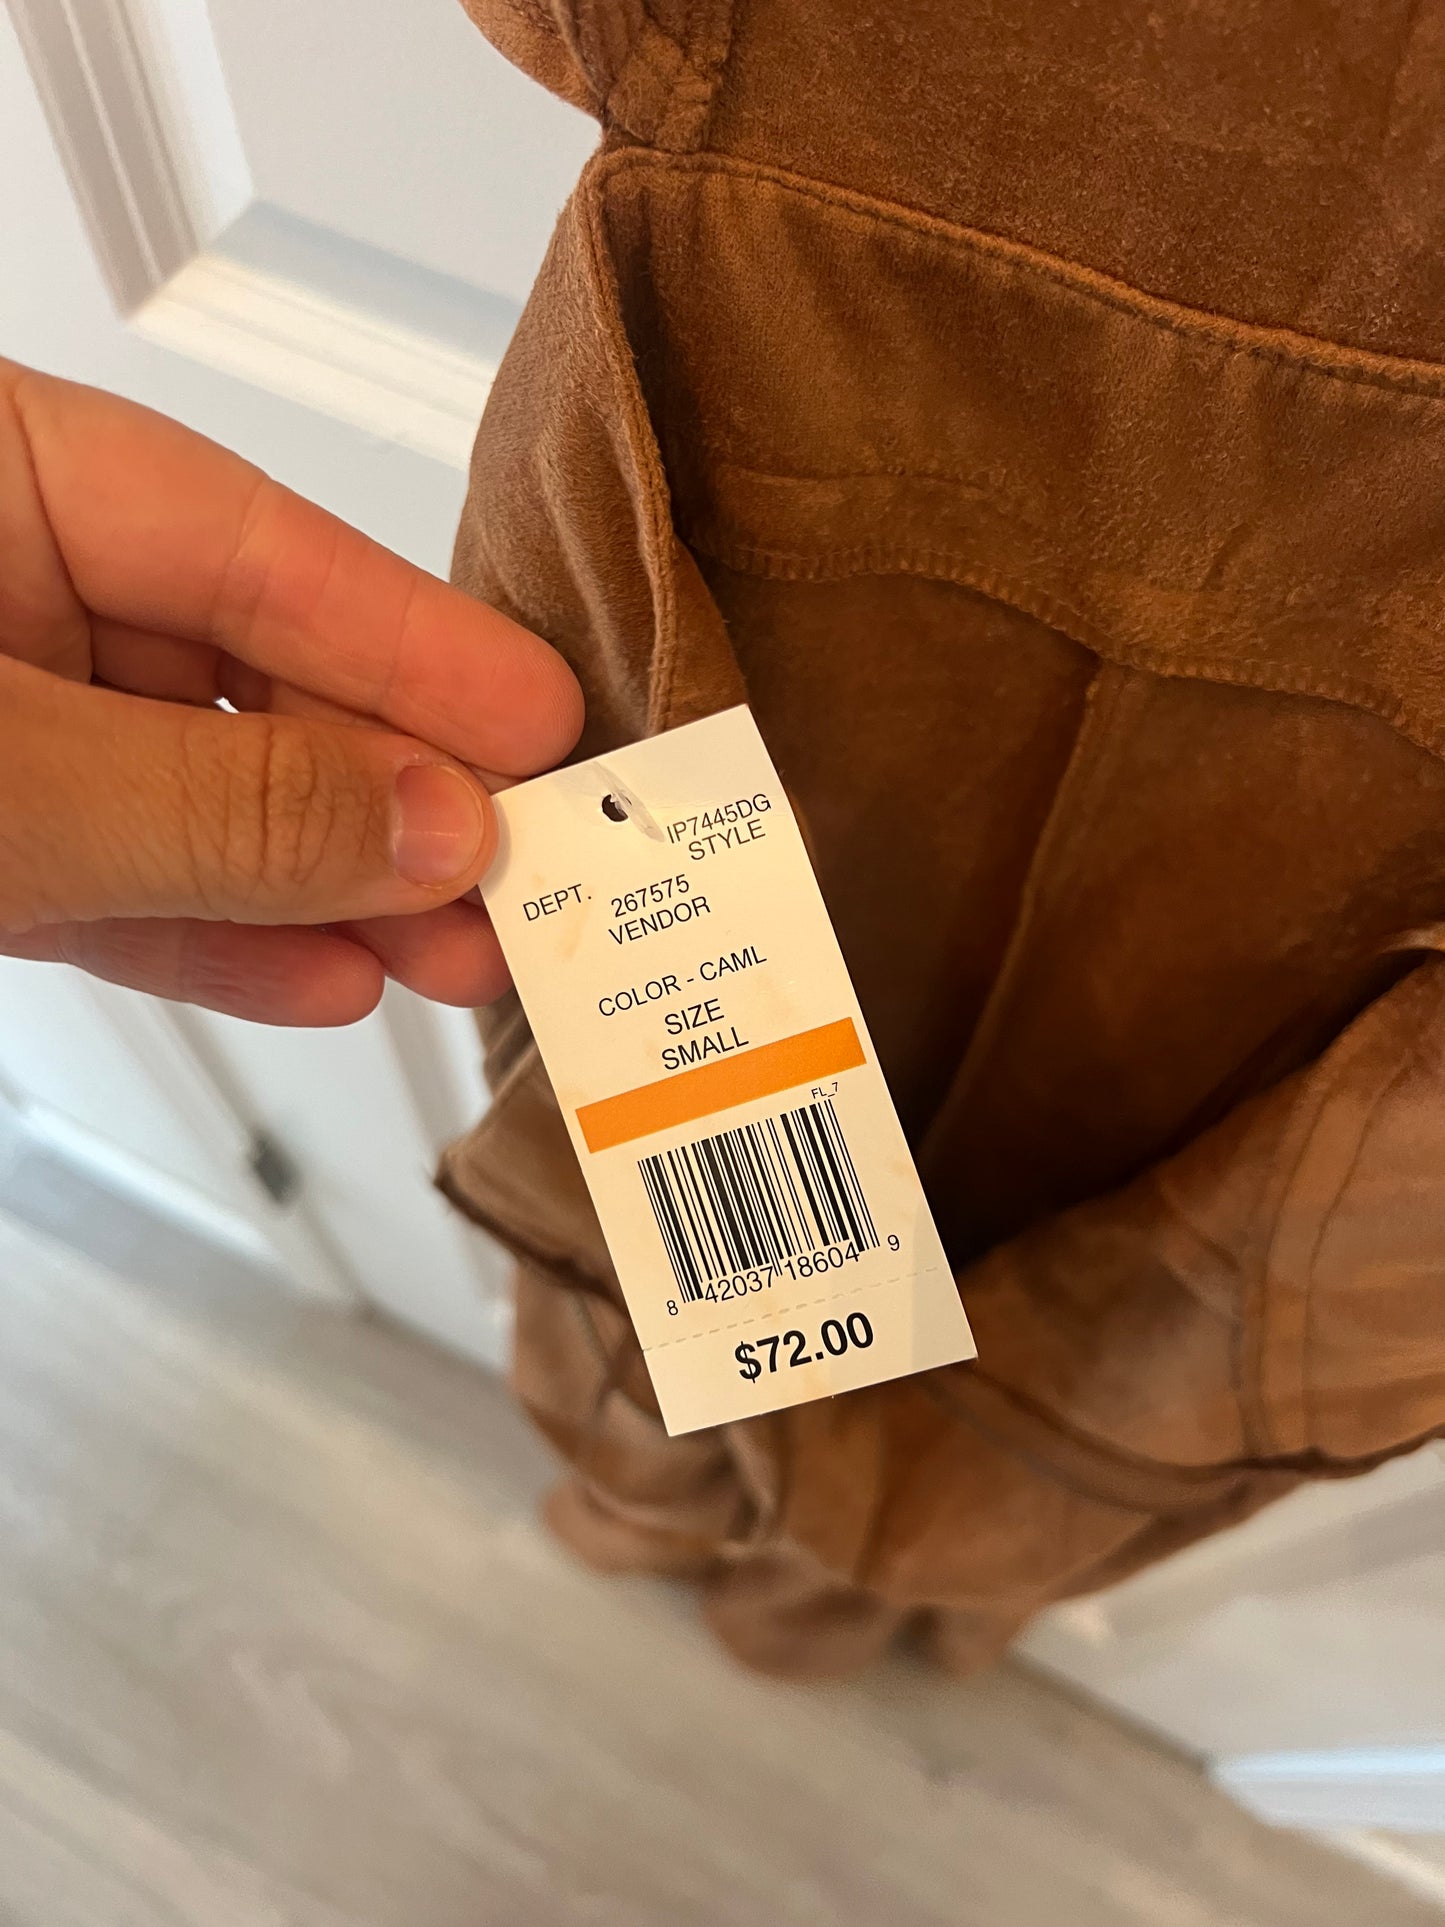 IP7445DG
STYLE
DEPT.
267575
VENDOR
COLOR - CAML
SIZE
SMALL
FL_7
8 42037 18604 9
$72.00